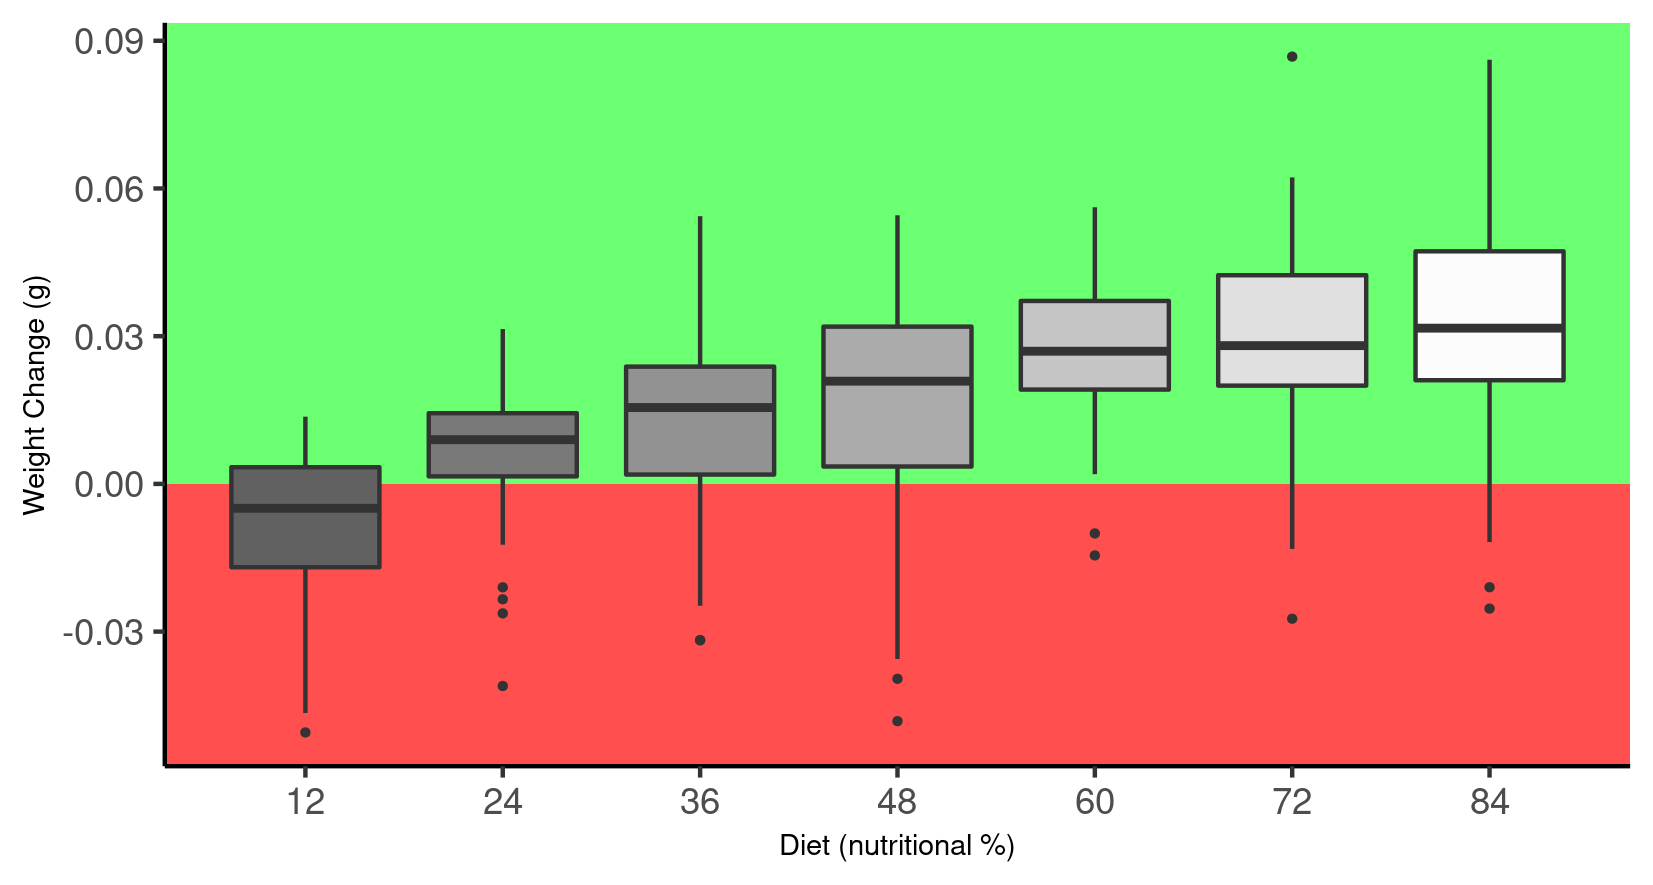 0.09
0.06
0.03
0.00
-0.03
Weight Change (g)
12 24 36 48 60 72 84
Diet (nutritional %)